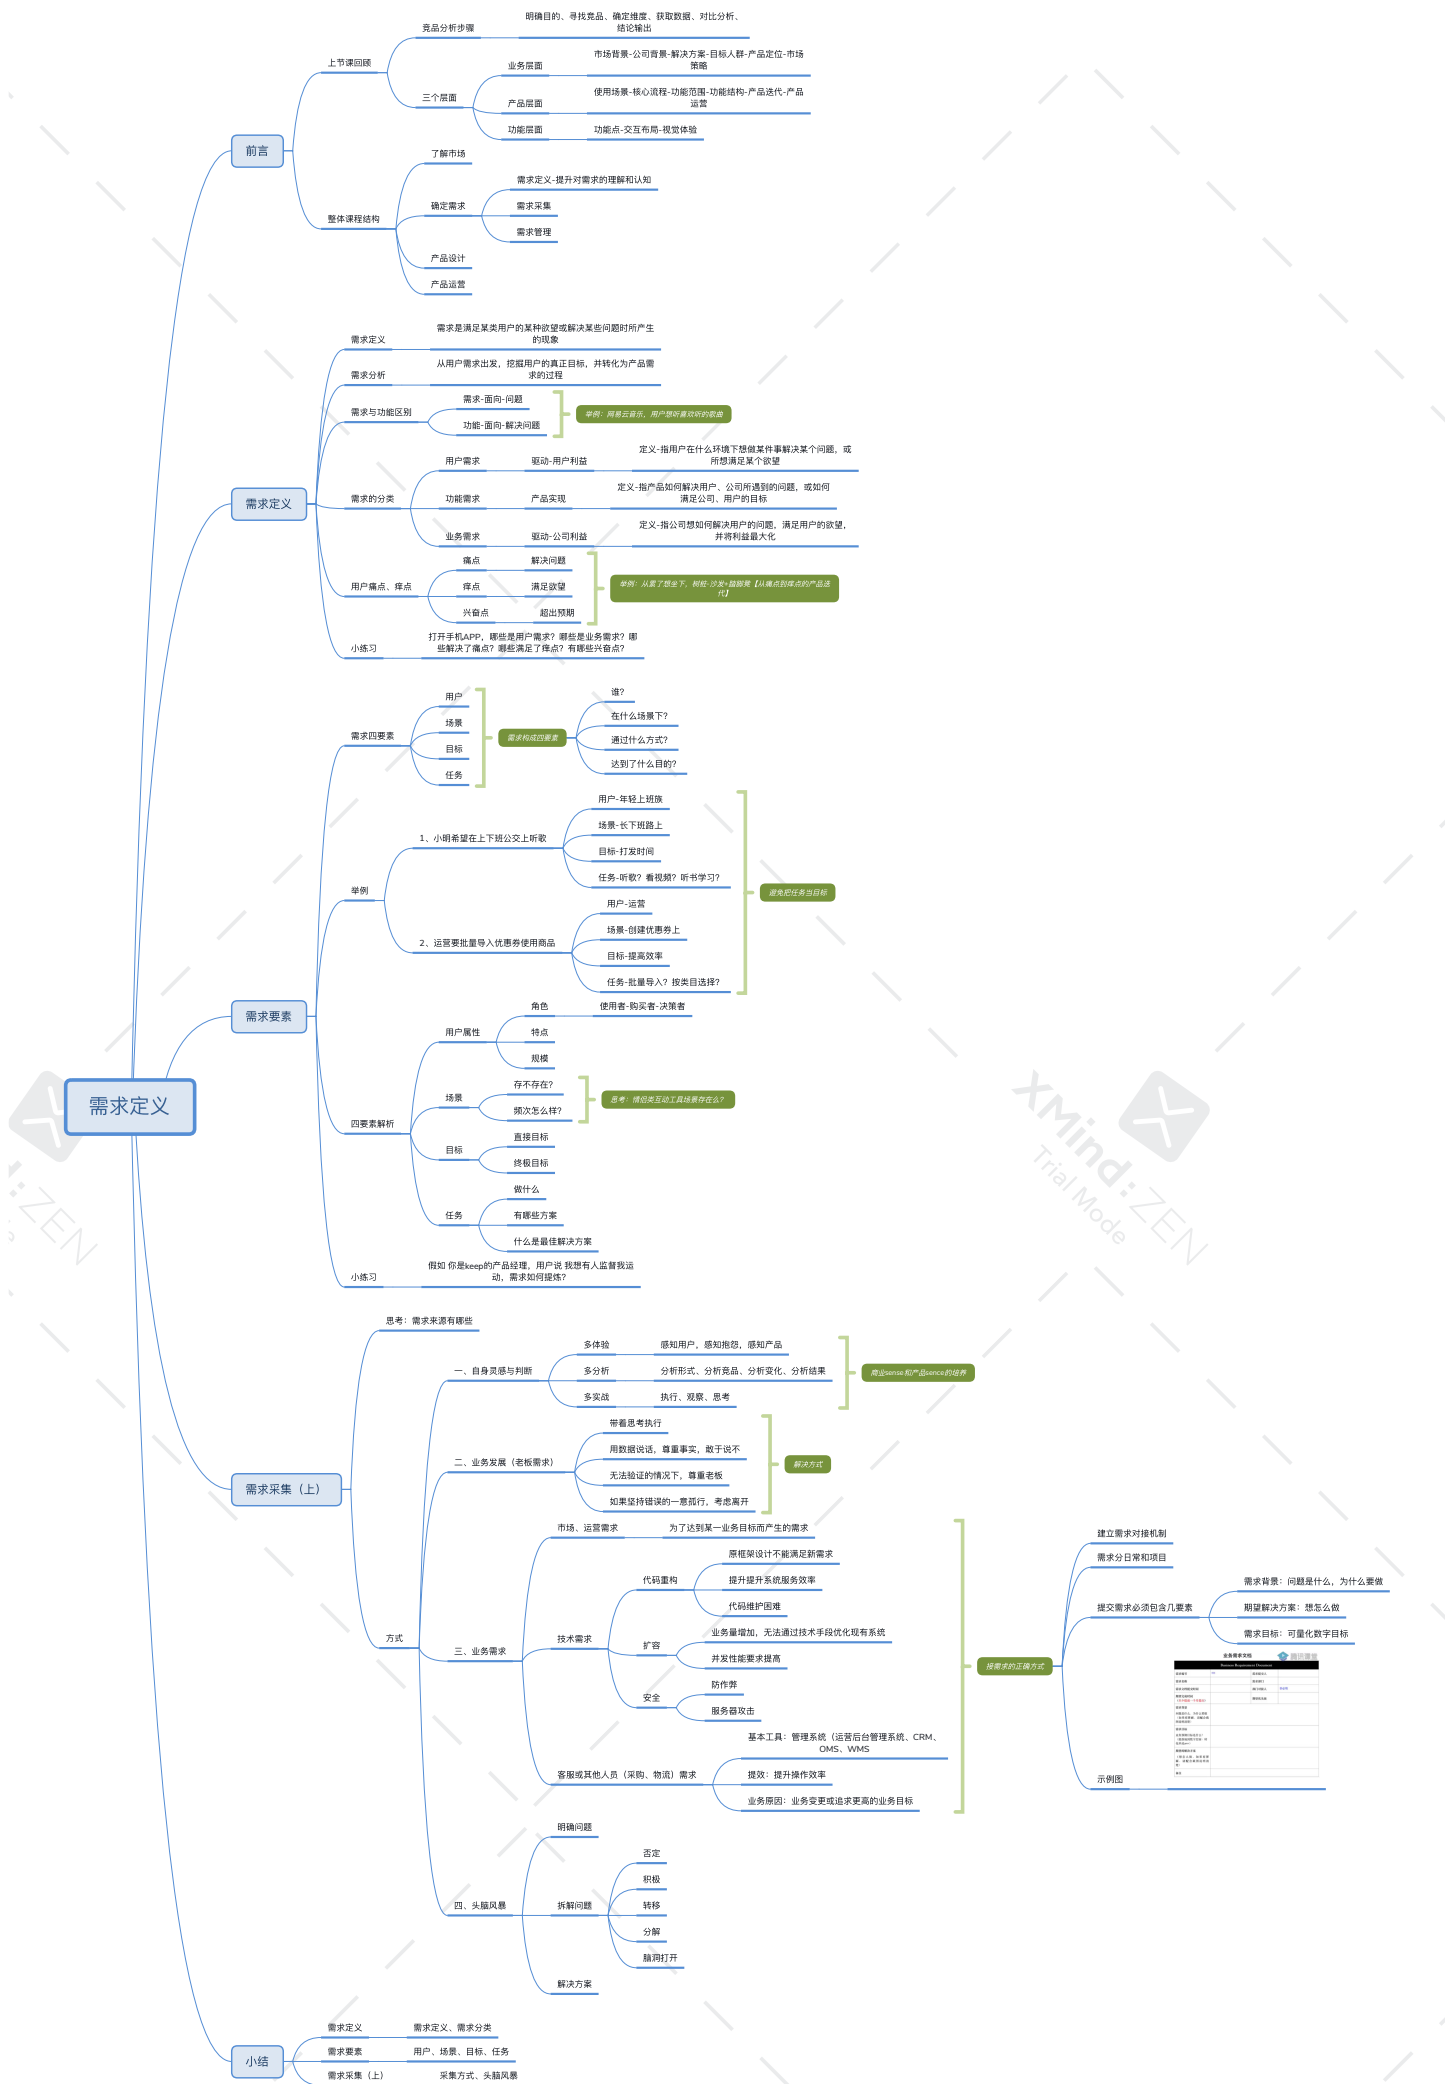 需求定义
前言
上节课回顾
竞品分析步骤
明确目的、寻找竞品、确定维度、获取数据、对比分析、
结论输出
三个层面
业务层面
市场背景-公司背景-解决方案-目标人群-产品定位-市场
策略
产品层面
使用场景-核心流程-功能范围-功能结构-产品迭代-产品
运营
功能层面
功能点-交互布局-视觉体验
整体课程结构
了解市场
确定需求
需求定义-提升对需求的理解和认知
需求采集
需求管理
产品设计
产品运营
需求定义
需求定义
需求是满足某类用户的某种欲望或解决某些问题时所产生
的现象
需求分析
从用户需求出发，挖掘用户的真正目标，并转化为产品需
求的过程
需求与功能区别
需求-面向-问题
功能-面向-解决问题
举例：网易云音乐，用户想听喜欢听的歌曲
需求的分类
用户需求
驱动-用户利益
定义-指用户在什么环境下想做某件事解决某个问题，或
所想满足某个欲望
功能需求
产品实现
定义-指产品如何解决用户、公司所遇到的问题，或如何
满足公司、用户的目标
业务需求
驱动-公司利益
定义-指公司想如何解决用户的问题，满足用户的欲望，
并将利益最大化
用户痛点、痒点
痛点
解决问题
痒点
满足欲望
兴奋点
超出预期
举例：从累了想坐下，树桩-沙发+踏脚凳【从痛点到痒点的产品迭
代】
小练习
打开手机APP，哪些是用户需求？哪些是业务需求？哪
些解决了痛点？哪些满足了痒点？有哪些兴奋点？
需求要素
需求四要素
用户
场景
目标
任务
需求构成四要素
谁？
在什么场景下？
通过什么方式？
达到了什么目的？
举例
1、小明希望在上下班公交上听歌
用户-年轻上班族
场景-长下班路上
目标-打发时间
任务-听歌？看视频？听书学习？
2、运营要批量导入优惠券使用商品
用户-运营
场景-创建优惠券上
目标-提高效率
任务-批量导入？按类目选择？
避免把任务当目标
四要素解析
用户属性
角色
使用者-购买者-决策者
特点
规模
场景
存不存在？
频次怎么样？
思考：情侣类互动工具场景存在么？
目标
直接目标
终极目标
任务
做什么
有哪些方案
什么是最佳解决方案
小练习
假如 你是keep的产品经理，用户说 我想有人监督我运
动，需求如何提炼？
需求采集（上）
思考：需求来源有哪些
方式
一、自身灵感与判断
多体验
感知用户，感知抱怨，感知产品
多分析
分析形式、分析竞品、分析变化、分析结果
多实战
执行、观察、思考
商业sense和产品sence的培养
二、业务发展（老板需求）
带着思考执行
用数据说话，尊重事实，敢于说不
无法验证的情况下，尊重老板
如果坚持错误的一意孤行，考虑离开
解决方式
三、业务需求
市场、运营需求
为了达到某一业务目标而产生的需求
技术需求
代码重构
原框架设计不能满足新需求
提升提升系统服务效率
代码维护困难
扩容
业务量增加，无法通过技术手段优化现有系统
并发性能要求提高
安全
防作弊
服务器攻击
客服或其他人员（采购、物流）需求
基本工具：管理系统（运营后台管理系统、CRM、
OMS、WMS
提效：提升操作效率
业务原因：业务变更或追求更高的业务目标
接需求的正确方式
建立需求对接机制
需求分日常和项目
提交需求必须包含几要素
需求背景：问题是什么，为什么要做
期望解决方案：想怎么做
需求目标：可量化数字目标
示例图
业务需求文档
腾讯课堂
Business Requirement Document
四、头脑风暴
明确问题
拆解问题
否定
积极
转移
分解
脑洞打开
解决方案
小结
需求定义
需求定义、需求分类
需求要素
用户、场景、目标、任务
需求采集（上）
采集方式、头脑风暴
XMind:ZEN
Trial Mode